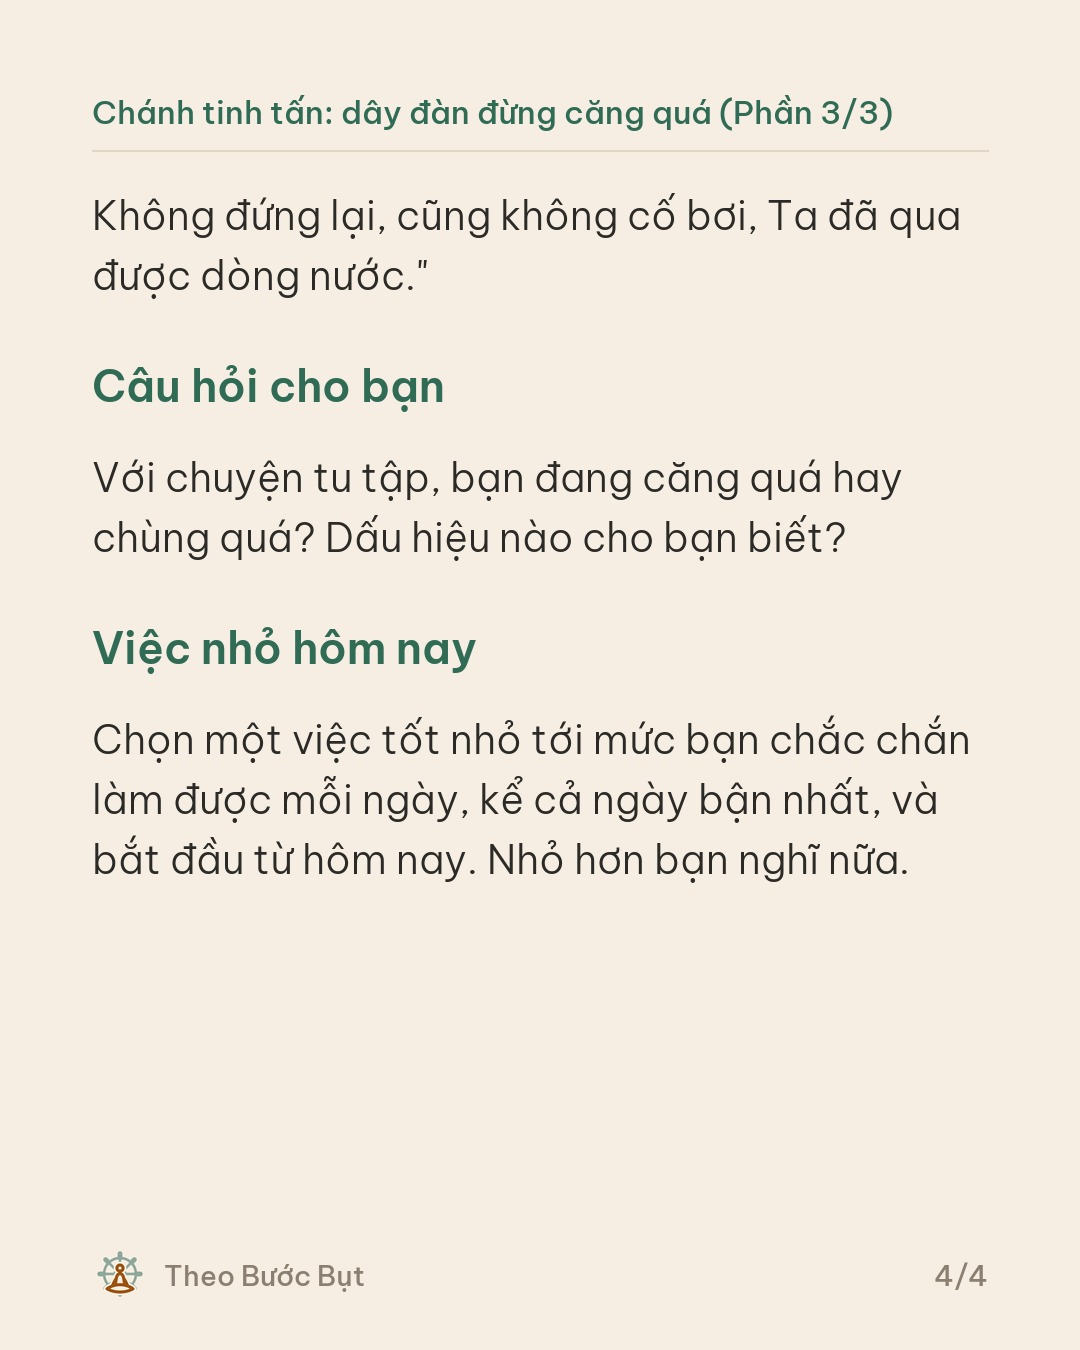 Chánh tinh tấn: dây đàn đừng căng quá (Phần 3/3)
Không đứng lại, cũng không cố bơi, Ta đã qua
được dòng nước."
Câu hỏi cho bạn
Với chuyện tu tập, bạn đang căng quá hay
chùng quá? Dấu hiệu nào cho bạn biết?
Việc nhỏ hôm nay
Chọn một việc tốt nhỏ tới mức bạn chắc chắn
làm được mỗi ngày, kể cả ngày bận nhất, và
bắt đầu từ hôm nay. Nhỏ hơn bạn nghĩ nữa.
Theo Bước Bụt
4/4